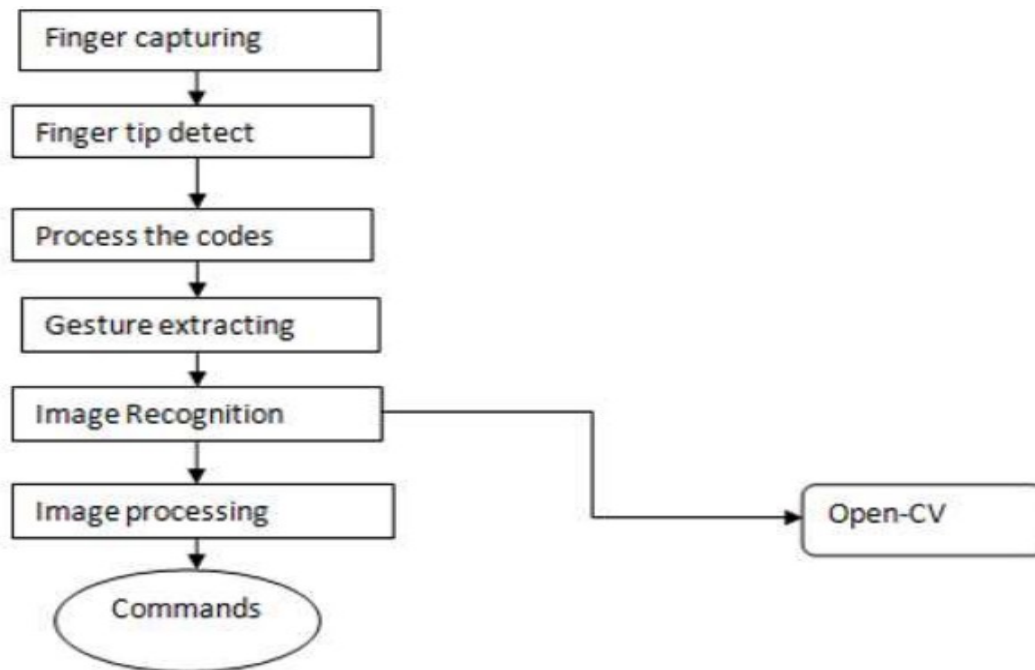 Finger capturing
Finger tip detect
Process the codes
Gesture extracting
Image Recognition
Image processing
Open-CV
Commands